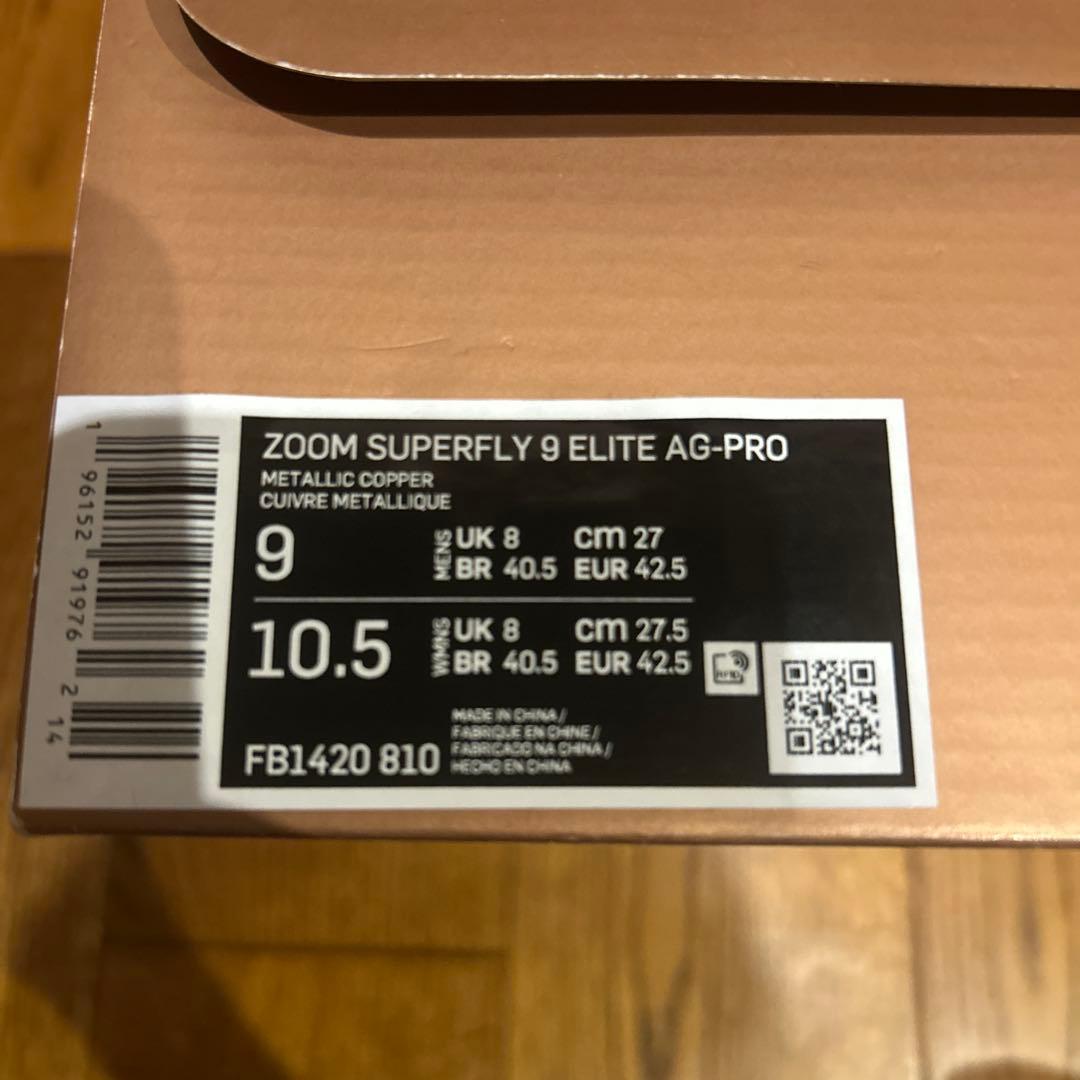 ZOOM SUPERFLY 9 ELITE AG-PRO
METALLIC COPPER
CUIVRE METALLIQUE
9 MENS UK 8 CM 27
BR 40.5 EUR 42.5
10.5 WMNS UK 8 CM 27.5
BR 40.5 EUR 42.5
RFID
MADE IN CHINA /
FABRIQUE EN CHINE /
FABRICADO NA CHINA /
HECHO EN CHINA
FB1420 810
1 96152 91976 2 14